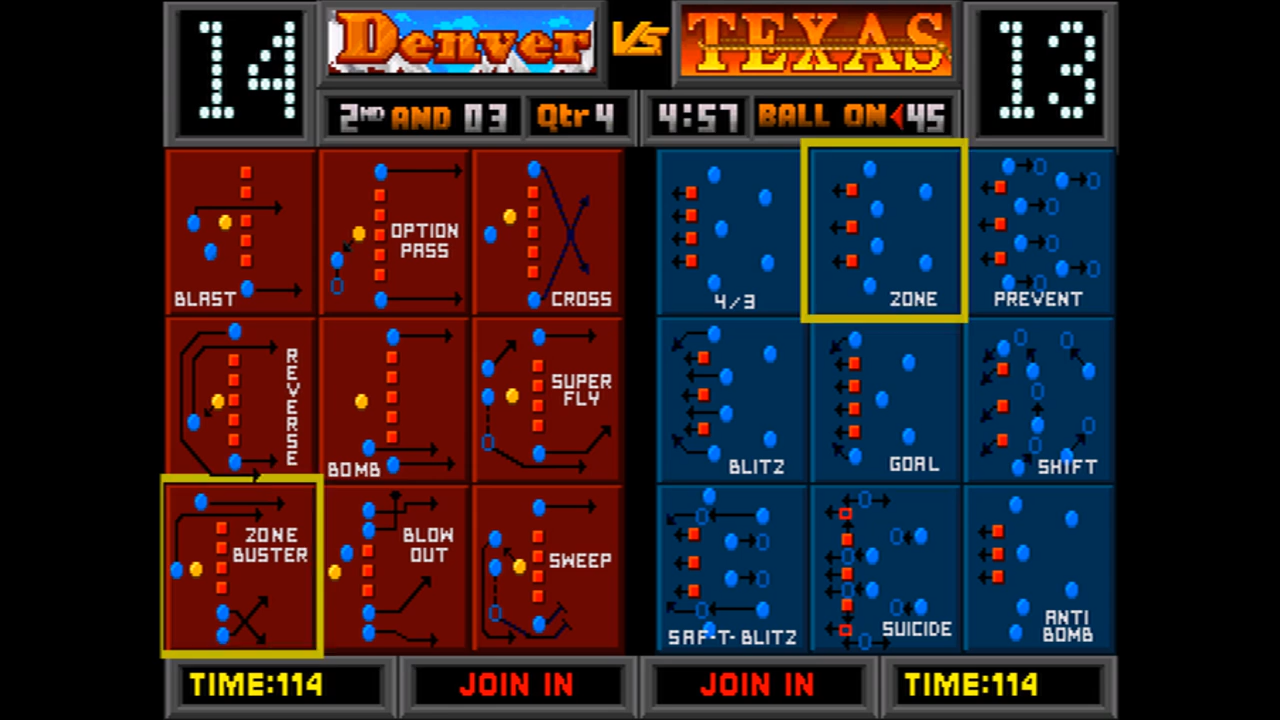 14 Denver VS TEXAS 13
2ND AND 03 Qtr 4 4:57 BALL ON 45
BLAST
OPTION
PASS
CROSS
4/3
ZONE
PREVENT
REVERSE
BOMB
SUPER
FLY
BLITZ
GOAL
SHIFT
ZONE
BUSTER
BLOW
OUT
SWEEP
SAF-T-BLITZ
SUICIDE
ANTI
BOMB
TIME:114 JOIN IN JOIN IN TIME:114